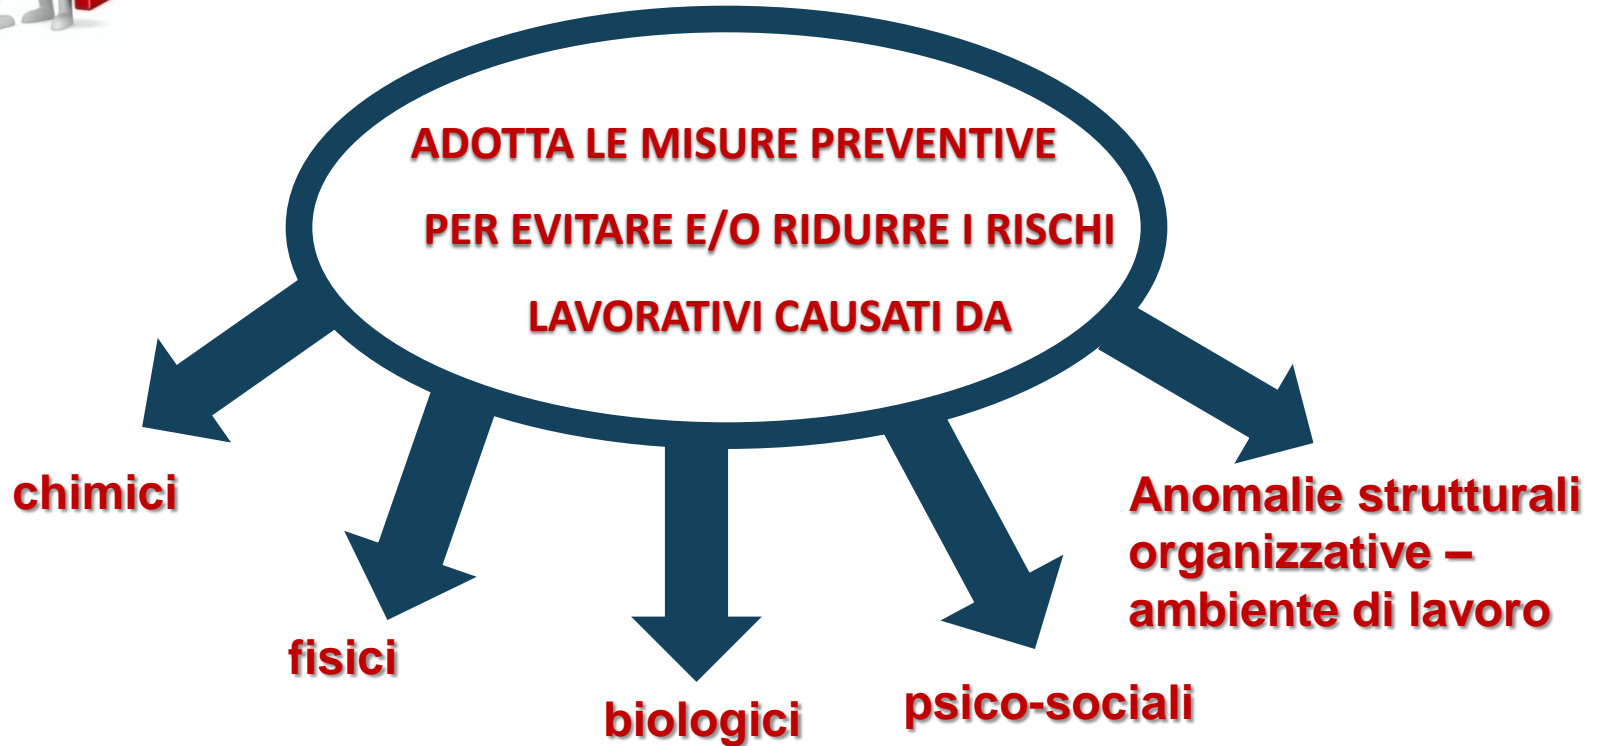 ADOTTA LE MISURE PREVENTIVE
PER EVITARE E/O RIDURRE I RISCHI
LAVORATIVI CAUSATI DA
chimici
fisici
biologici
psico-sociali
Anomalie strutturali
organizzative –
ambiente di lavoro